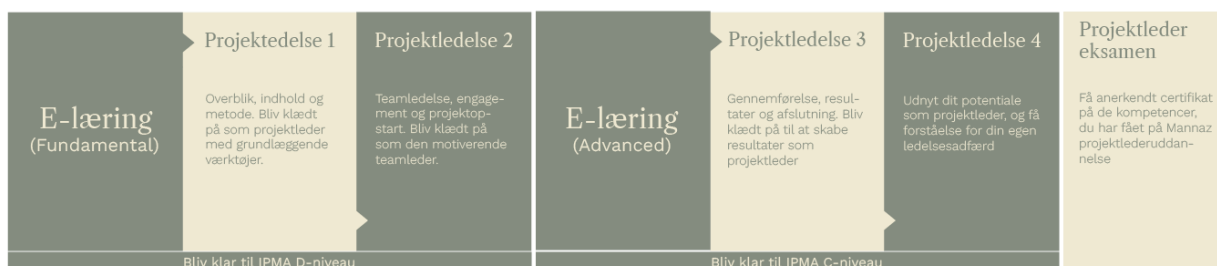 E-læring
(Fundamental)
Projektedelse 1
Overblik, indhold og
metode. Bliv klædt
på som projektleder
med grundlæggende
værktøjer.
Projektledelse 2
Teamledelse, engage-
ment og projektop-
start. Bliv klædt på
som den motiverende
teamleder.
Bliv klar til IPMA D-niveau
E-læring
(Advanced)
Projektledelse 3
Gennemførelse, resul-
tater og afslutning. Bliv
klædt på til at skabe
resultater som
projektleder
Projektledelse 4
Udnyt dit potentiale
som projektleder, og få
forståelse for din egen
ledelsesadfærd
Bliv klar til IPMA C-niveau
Projektleder
eksamen
Få anerkendt certifikat
på de kompetencer,
du har fået på Mannaz
projektlederuddan-
nelse